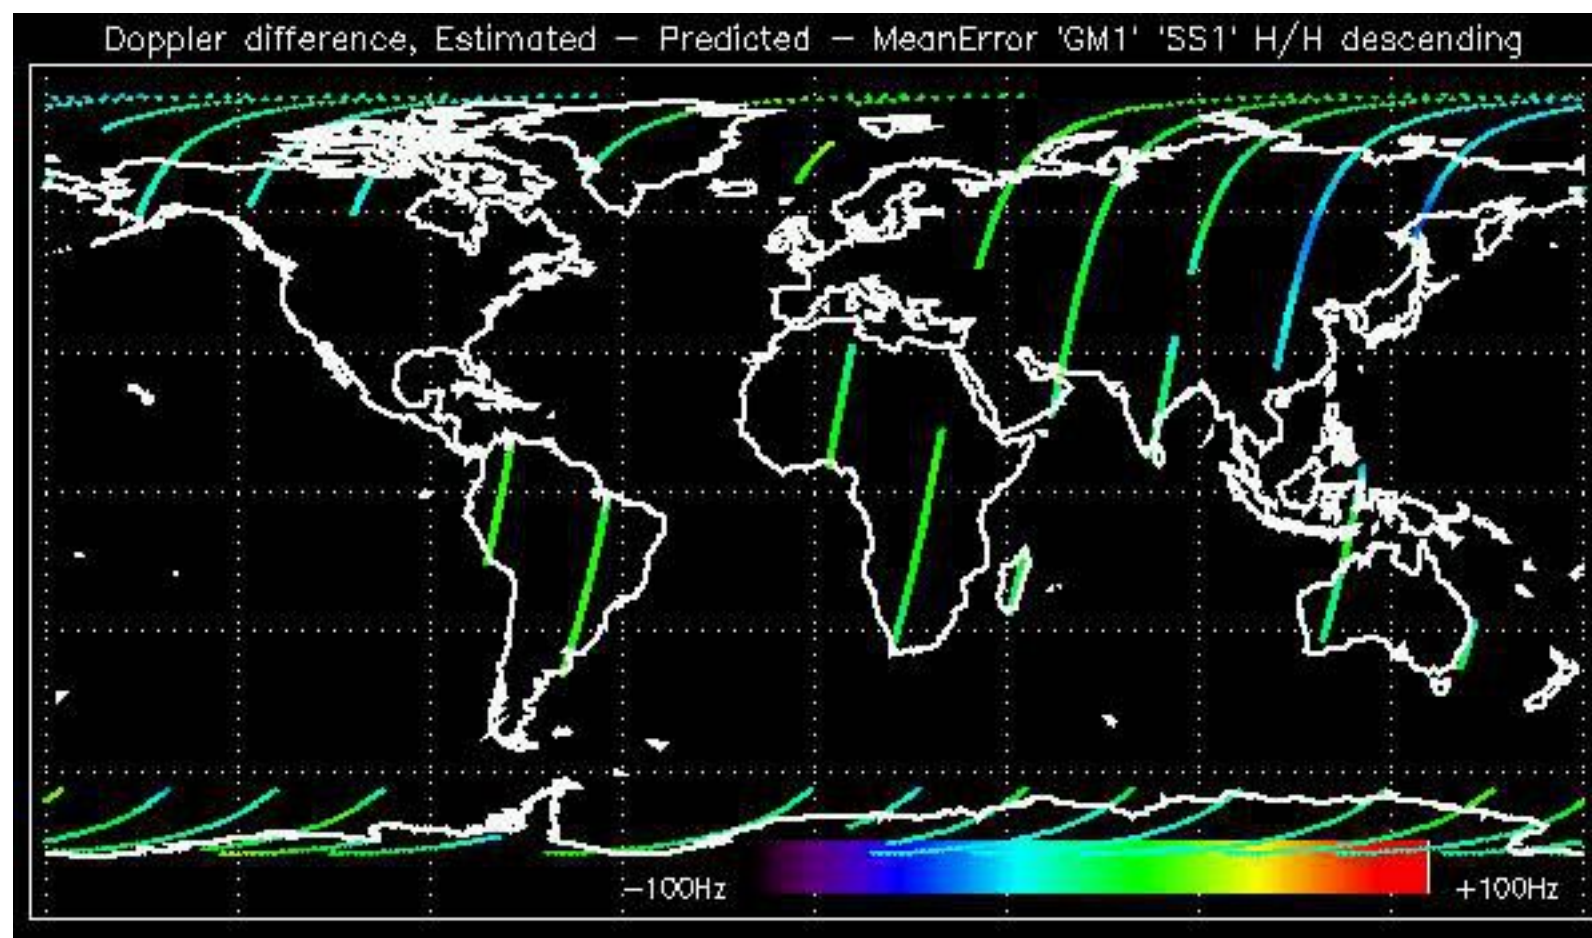 Doppler difference, Estimated - Predicted - MeanError 'GM1' 'SS1' H/H descending
-100Hz +100Hz